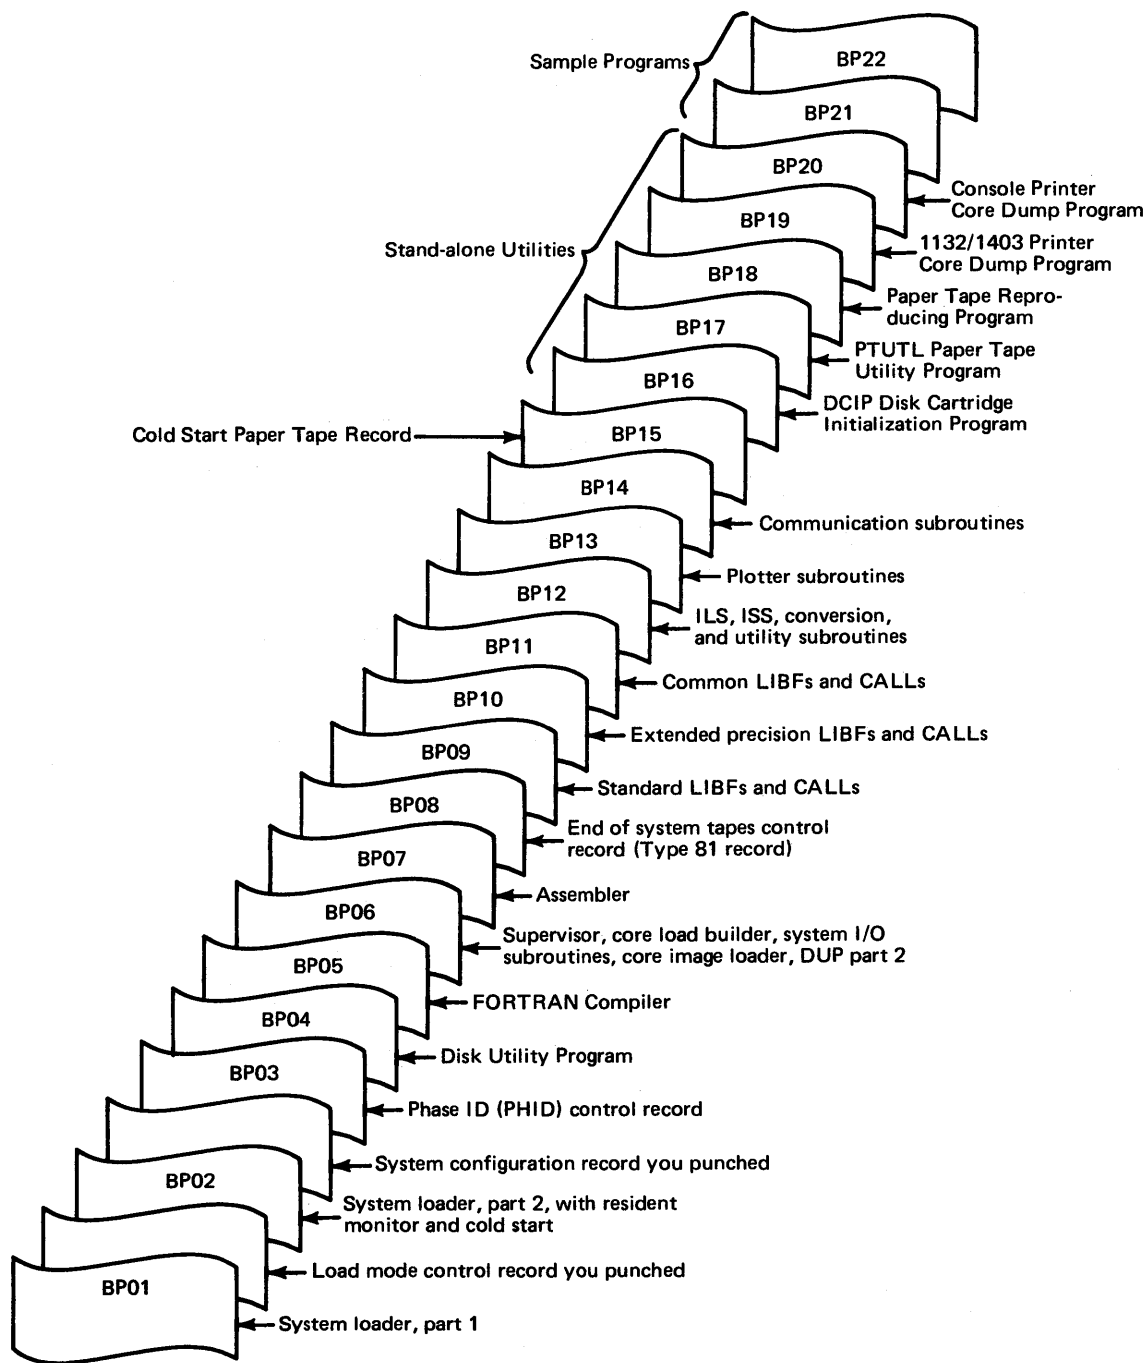 BP22
Sample Programs
BP21
BP20
Console Printer
Core Dump Program
BP19
1132/1403 Printer
Core Dump Program
Stand-alone Utilities
BP18
Paper Tape Repro-
ducing Program
BP17
PTUTL Paper Tape
Utility Program
BP16
DCIP Disk Cartridge
Initialization Program
Cold Start Paper Tape Record
BP15
BP14
Communication subroutines
BP13
Plotter subroutines
BP12
ILS, ISS, conversion,
and utility subroutines
BP11
Common LIBFs and CALLs
BP10
Extended precision LIBFs and CALLs
BP09
Standard LIBFs and CALLs
BP08
End of system tapes control
record (Type 81 record)
BP07
Assembler
BP06
Supervisor, core load builder, system I/O
subroutines, core image loader, DUP part 2
BP05
FORTRAN Compiler
BP04
Disk Utility Program
BP03
Phase ID (PHID) control record
System configuration record you punched
BP02
System loader, part 2, with resident
monitor and cold start
Load mode control record you punched
BP01
System loader, part 1